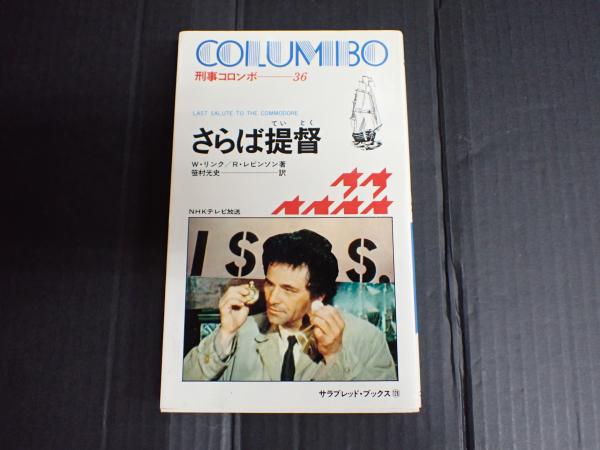 COLUMBO
刑事コロンボ——36
LAST SALUTE TO THE COMMODORE
てい とく
さらば提督
W・リンク／R・レビンソン著
笹村光史——訳
NHKテレビ放送
I S S.
サラブレッド・ブックス